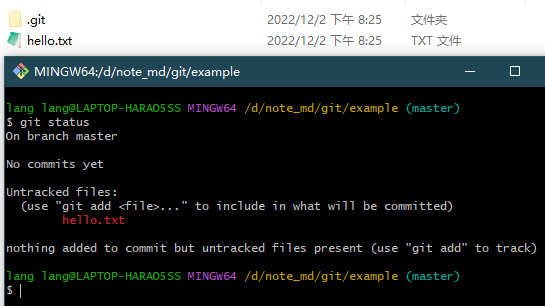 .git 2022/12/2 下午 8:25 文件夹
hello.txt 2022/12/2 下午 8:25 TXT 文件
MINGW64:/d/note_md/git/example
lang lang@LAPTOP-HARAO5SS MINGW64 /d/note_md/git/example (master)
$ git status
On branch master
No commits yet
Untracked files:
(use "git add <file>..." to include in what will be committed)
hello.txt
nothing added to commit but untracked files present (use "git add" to track)
lang lang@LAPTOP-HARAO5SS MINGW64 /d/note_md/git/example (master)
$